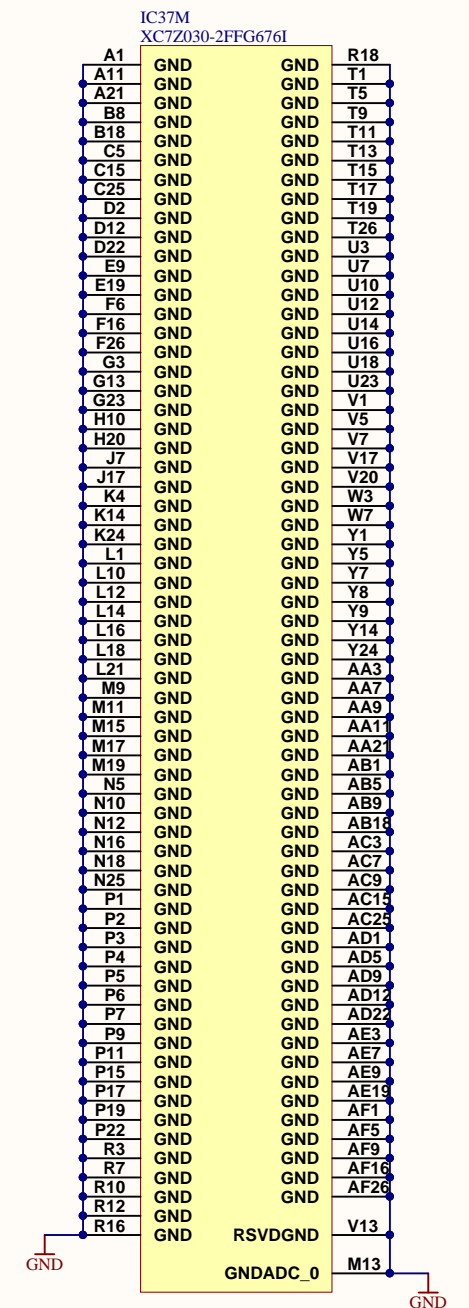 IC37M
XC7Z030-2FFG676I
A1 GND GND R18
A11 GND GND T1
A21 GND GND T5
B8 GND GND T9
B18 GND GND T11
C5 GND GND T13
C15 GND GND T15
C25 GND GND T17
D2 GND GND T19
D12 GND GND T26
D22 GND GND U3
E9 GND GND U7
E19 GND GND U10
F6 GND GND U12
F16 GND GND U14
F26 GND GND U16
G3 GND GND U18
G13 GND GND U23
G23 GND GND V1
H10 GND GND V5
H20 GND GND V7
J7 GND GND V17
J17 GND GND V20
K4 GND GND W3
K14 GND GND W7
K24 GND GND Y1
L1 GND GND Y5
L10 GND GND Y7
L12 GND GND Y8
L14 GND GND Y9
L16 GND GND Y14
L18 GND GND Y24
L21 GND GND AA3
M9 GND GND AA7
M11 GND GND AA9
M15 GND GND AA11
M17 GND GND AA21
M19 GND GND AB1
N5 GND GND AB5
N10 GND GND AB9
N12 GND GND AB18
N16 GND GND AC3
N18 GND GND AC7
N25 GND GND AC9
P1 GND GND AC15
P2 GND GND AC25
P3 GND GND AD1
P4 GND GND AD5
P5 GND GND AD9
P6 GND GND AD12
P7 GND GND AD22
P9 GND GND AE3
P11 GND GND AE7
P15 GND GND AE9
P17 GND GND AE19
P19 GND GND AF1
P22 GND GND AF5
R3 GND GND AF9
R7 GND GND AF16
R10 GND GND AF26
R12 GND
R16 GND RSVDGND V13
GND
GNDADC_0 M13
GND